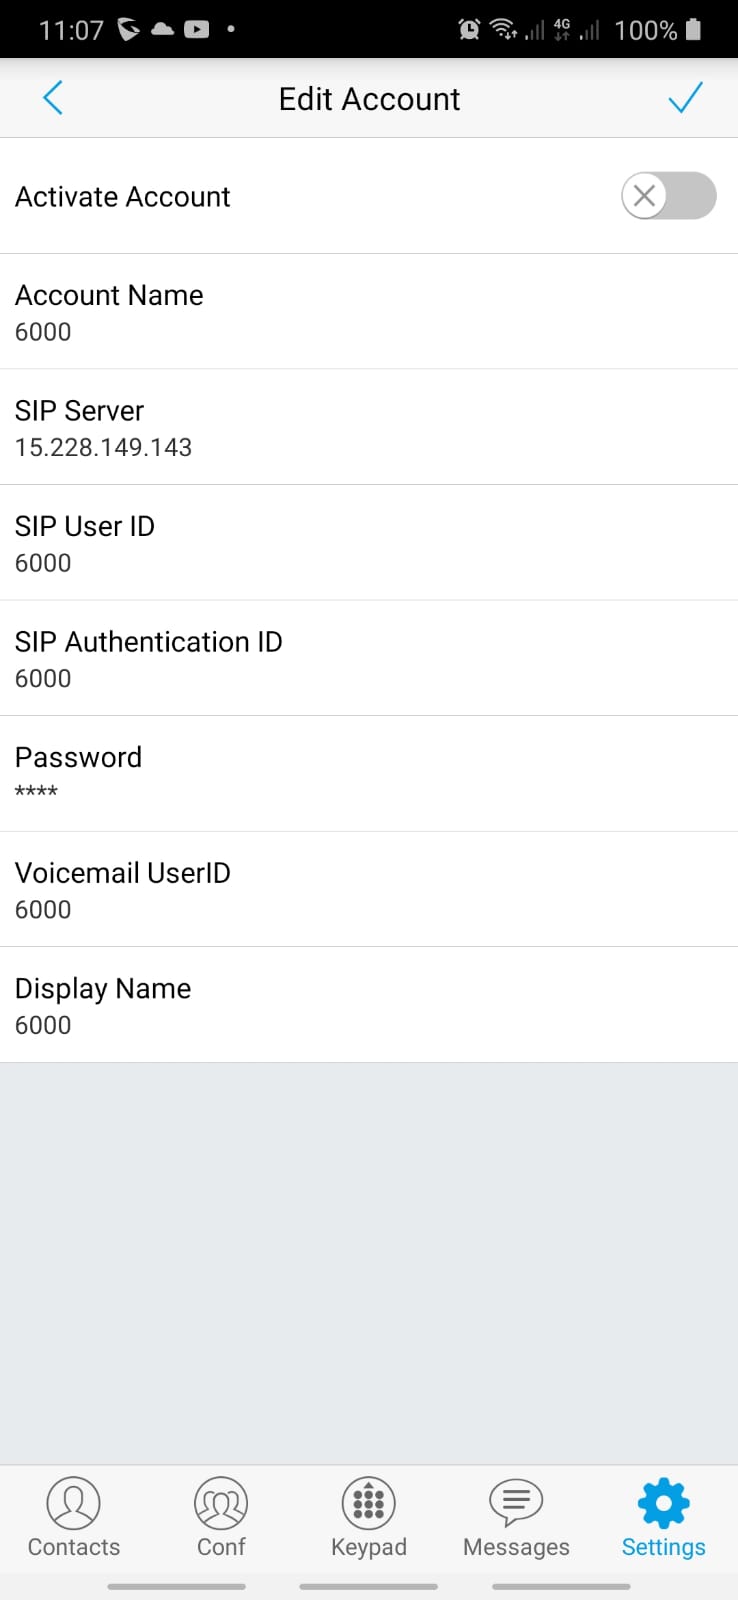 11:07 4G 100%
Edit Account
Activate Account
Account Name
6000
SIP Server
15.228.149.143
SIP User ID
6000
SIP Authentication ID
6000
Password
****
Voicemail UserID
6000
Display Name
6000
Contacts Conf Keypad Messages Settings